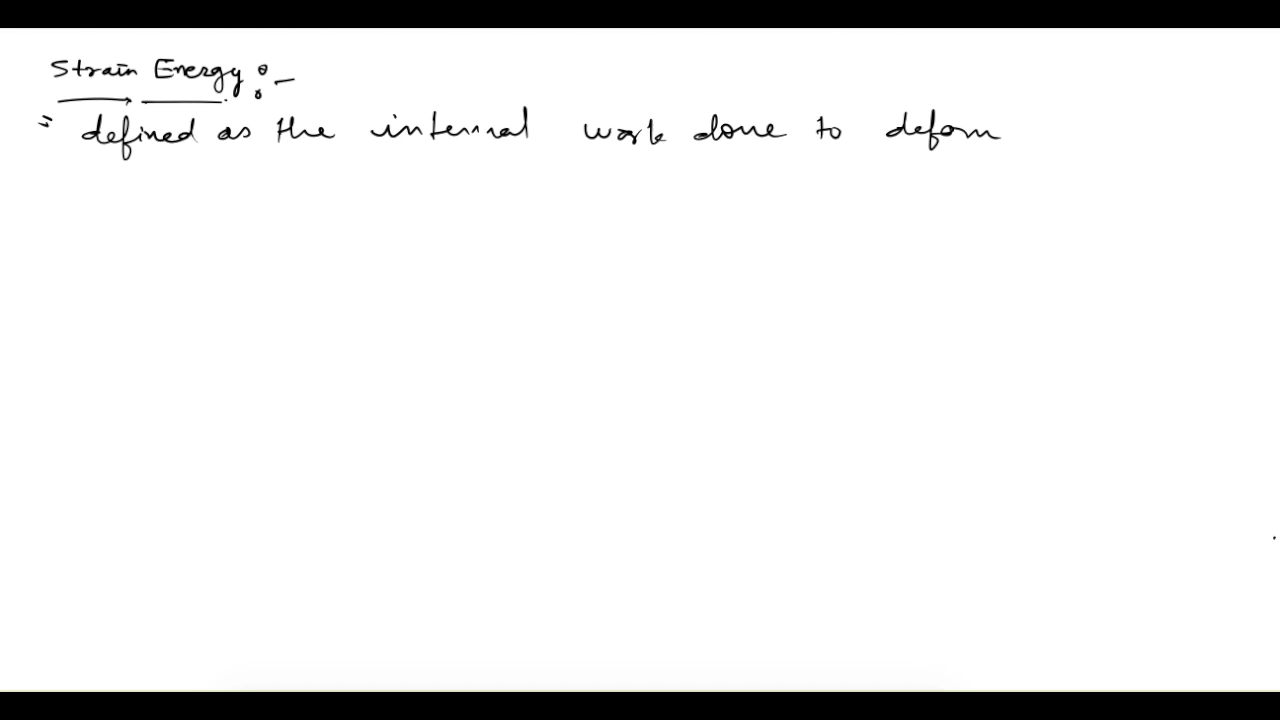 Strain Energy :-
= defined as the internal work done to deform